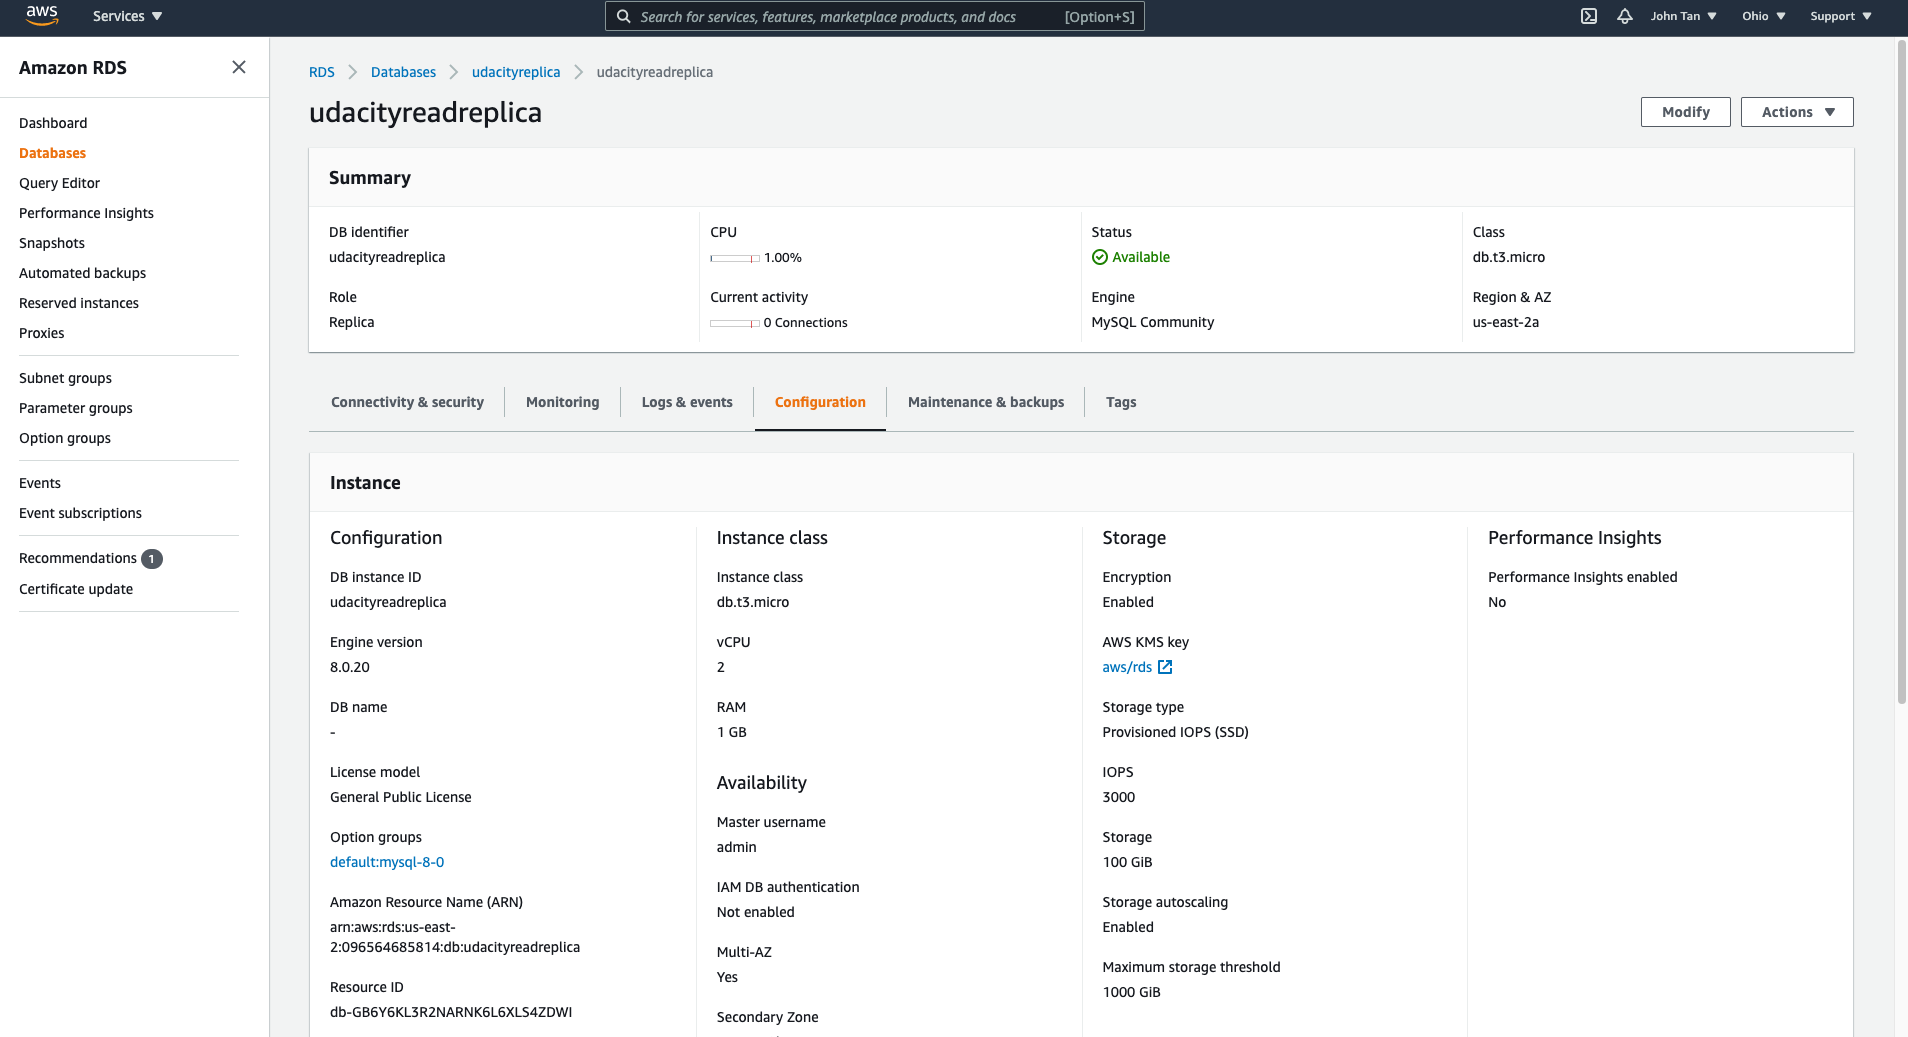 aws
Services
Search for services, features, marketplace products, and docs
[Option+S]
John Tan
Ohio
Support
Amazon RDS
Dashboard
Databases
Query Editor
Performance Insights
Snapshots
Automated backups
Reserved instances
Proxies
Subnet groups
Parameter groups
Option groups
Events
Event subscriptions
Recommendations 1
Certificate update
RDS
Databases
udacityreplica
udacityreadreplica
udacityreadreplica
Modify
Actions
Summary
DB identifier
udacityreadreplica
Role
Replica
CPU
1.00%
Current activity
0 Connections
Status
Available
Engine
MySQL Community
Class
db.t3.micro
Region & AZ
us-east-2a
Connectivity & security
Monitoring
Logs & events
Configuration
Maintenance & backups
Tags
Instance
Configuration
DB instance ID
udacityreadreplica
Engine version
8.0.20
DB name
-
License model
General Public License
Option groups
default:mysql-8-0
Amazon Resource Name (ARN)
arn:aws:rds:us-east-
2:096564685814:db:udacityreadreplica
Resource ID
db-GB6Y6KL3R2NARNK6L6XLS4ZDWI
Instance class
Instance class
db.t3.micro
vCPU
2
RAM
1 GB
Availability
Master username
admin
IAM DB authentication
Not enabled
Multi-AZ
Yes
Secondary Zone
Storage
Encryption
Enabled
AWS KMS key
aws/rds
Storage type
Provisioned IOPS (SSD)
IOPS
3000
Storage
100 GiB
Storage autoscaling
Enabled
Maximum storage threshold
1000 GiB
Performance Insights
Performance Insights enabled
No